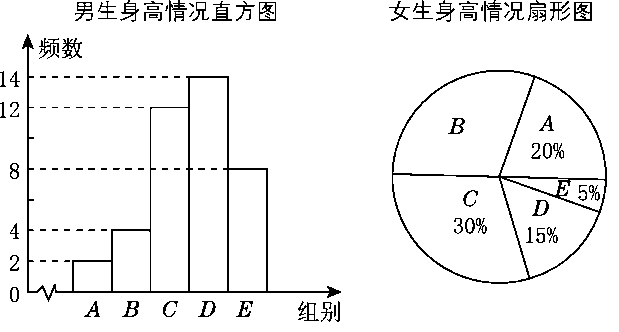 男生身高情况直方图
频数
14
12
8
4
2
0
A B C D E
组别
女生身高情况扇形图
B
A
20%
E 5%
C
30%
D
15%